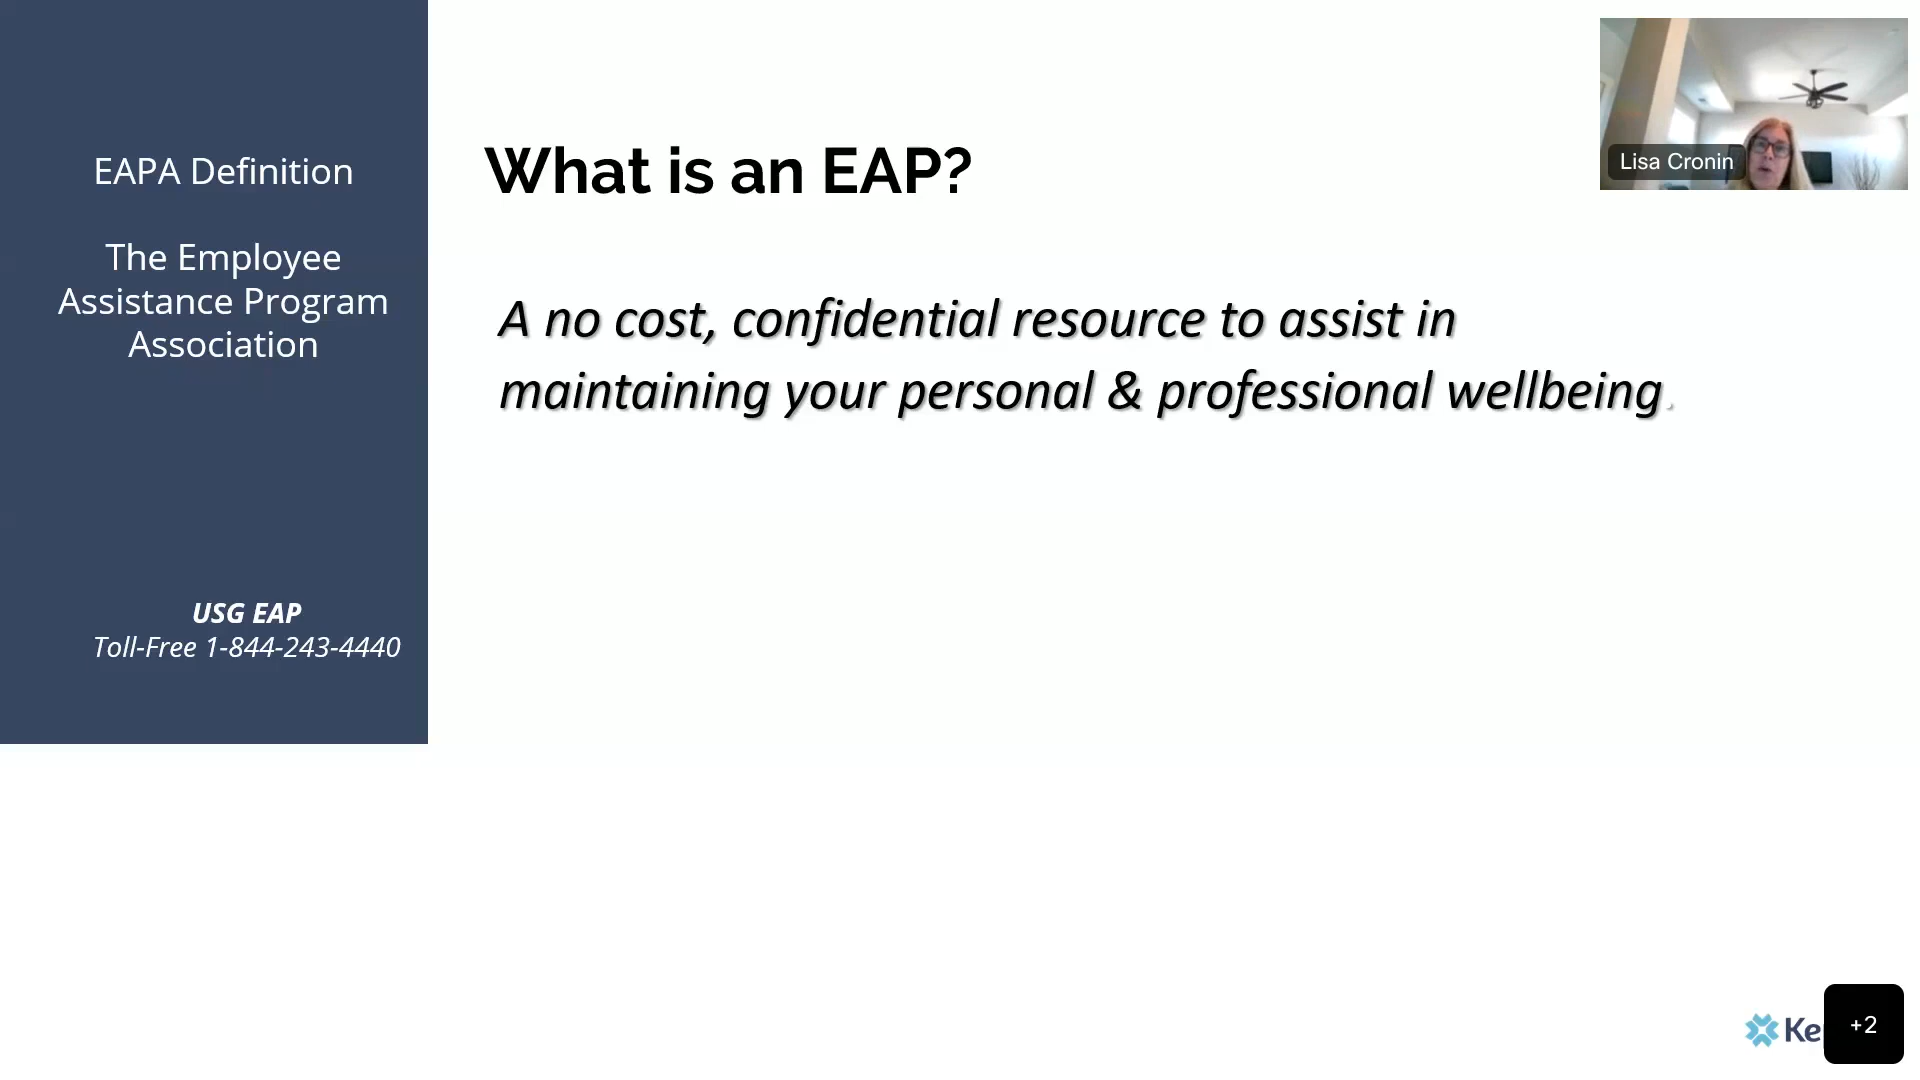 EAPA Definition
The Employee
Assistance Program
Association
USG EAP
Toll-Free 1-844-243-4440
What is an EAP?
A no cost, confidential resource to assist in
maintaining your personal & professional wellbeing.
Lisa Cronin
+2